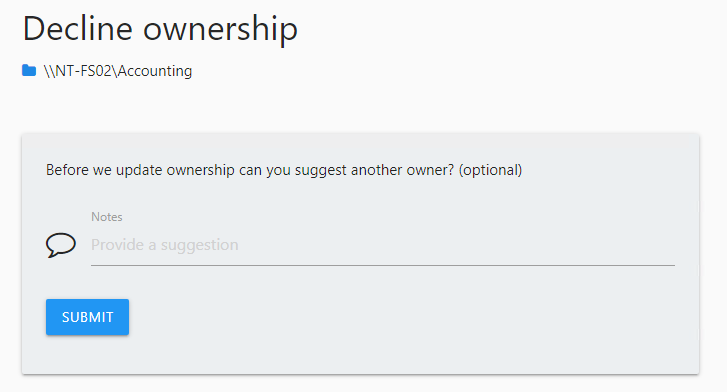 Decline ownership
\\NT-FS02\Accounting
Before we update ownership can you suggest another owner? (optional)
Notes
Provide a suggestion
SUBMIT